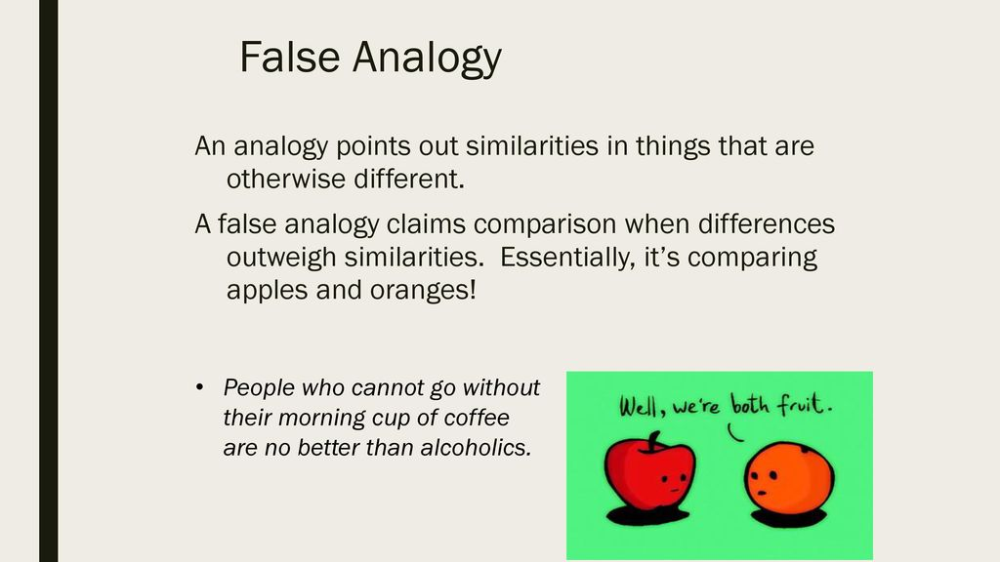 False Analogy
An analogy points out similarities in things that are
otherwise different.
A false analogy claims comparison when differences
outweigh similarities.  Essentially, it’s comparing
apples and oranges!
• People who cannot go without
their morning cup of coffee
are no better than alcoholics.
Well, we're both fruit.